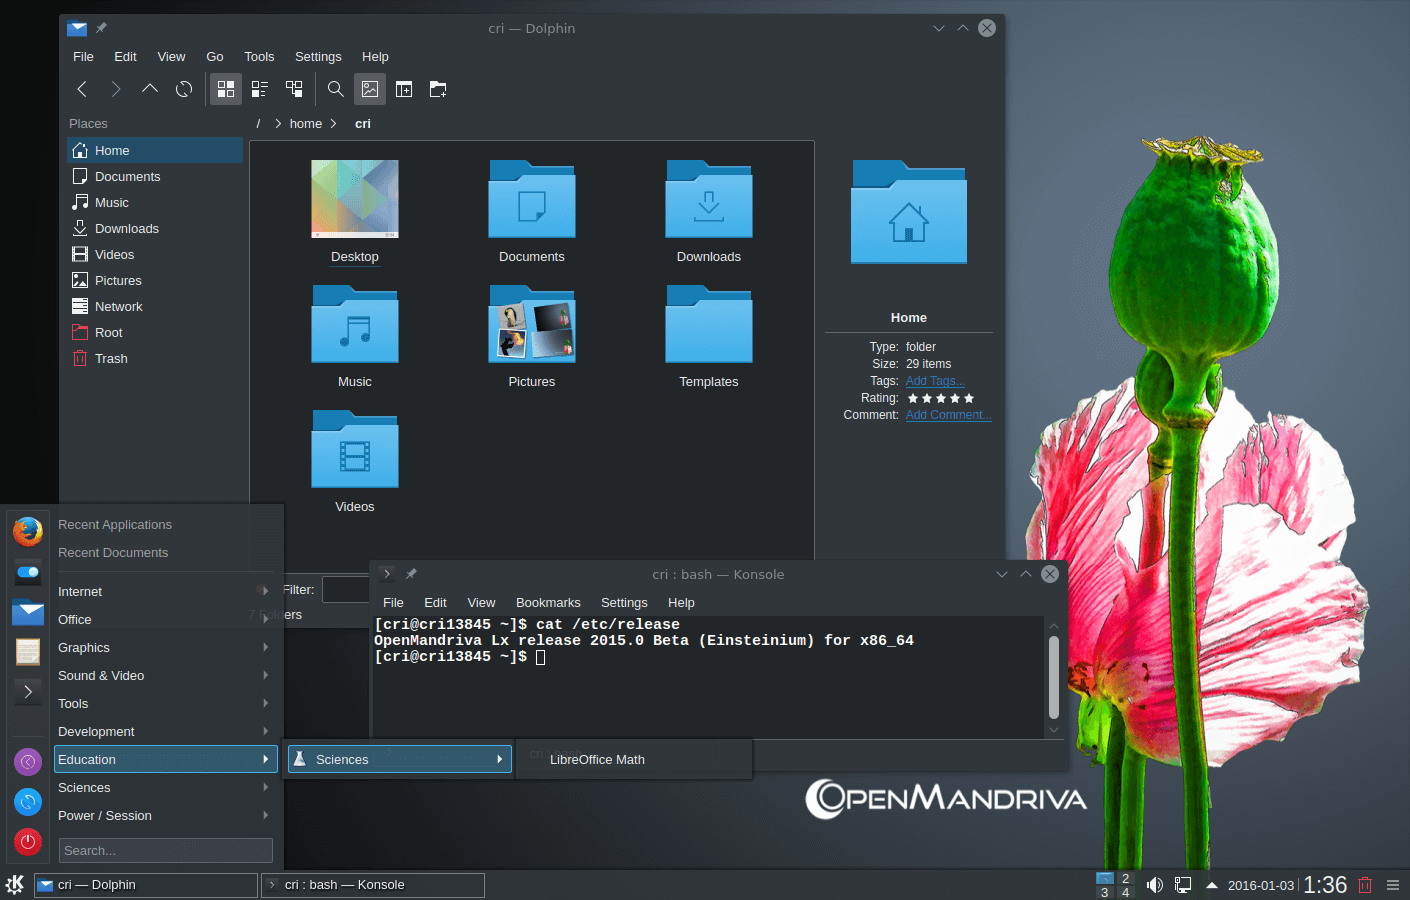 cri — Dolphin
File Edit View Go Tools Settings Help
Places
/ home cri
Home
Documents
Music
Downloads
Videos
Pictures
Network
Root
Trash
Desktop Documents Downloads
Music Pictures Templates
Videos
Home
Type: folder
Size: 29 items
Tags: Add Tags...
Rating:
Comment: Add Comment...
Filter:
7 Folders
Recent Applications
Recent Documents
Internet
Office
Graphics
Sound & Video
Tools
Development
Education
Sciences
Power / Session
Search...
Sciences
LibreOffice Math
cri : bash — Konsole
File Edit View Bookmarks Settings Help
[cri@cri13845 ~]$ cat /etc/release
OpenMandriva Lx release 2015.0 Beta (Einsteinium) for x86_64
[cri@cri13845 ~]$
cri : bash
OPENMANDRIVA
cri — Dolphin
cri : bash — Konsole
2
3 4
2016-01-03 1:36